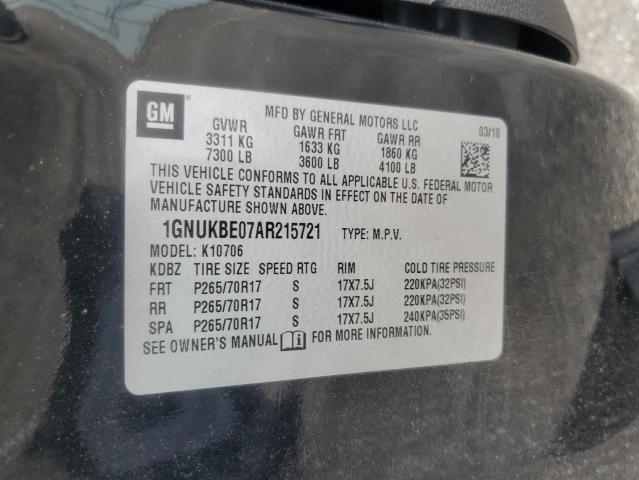 GM
MFD BY GENERAL MOTORS LLC
03/10
GVWR GAWR FRT GAWR RR
3311 KG 1633 KG 1860 KG
7300 LB 3600 LB 4100 LB
THIS VEHICLE CONFORMS TO ALL APPLICABLE U.S. FEDERAL MOTOR
VEHICLE SAFETY STANDARDS IN EFFECT ON THE DATE OF
MANUFACTURE SHOWN ABOVE.
1GNUKBE07AR215721 TYPE: M.P.V.
MODEL: K10706
KDBZ TIRE SIZE SPEED RTG RIM COLD TIRE PRESSURE
FRT P265/70R17 S 17X7.5J 220KPA(32PSI)
RR P265/70R17 S 17X7.5J 220KPA(32PSI)
SPA P265/70R17 S 17X7.5J 240KPA(35PSI)
SEE OWNER'S MANUAL i FOR MORE INFORMATION.